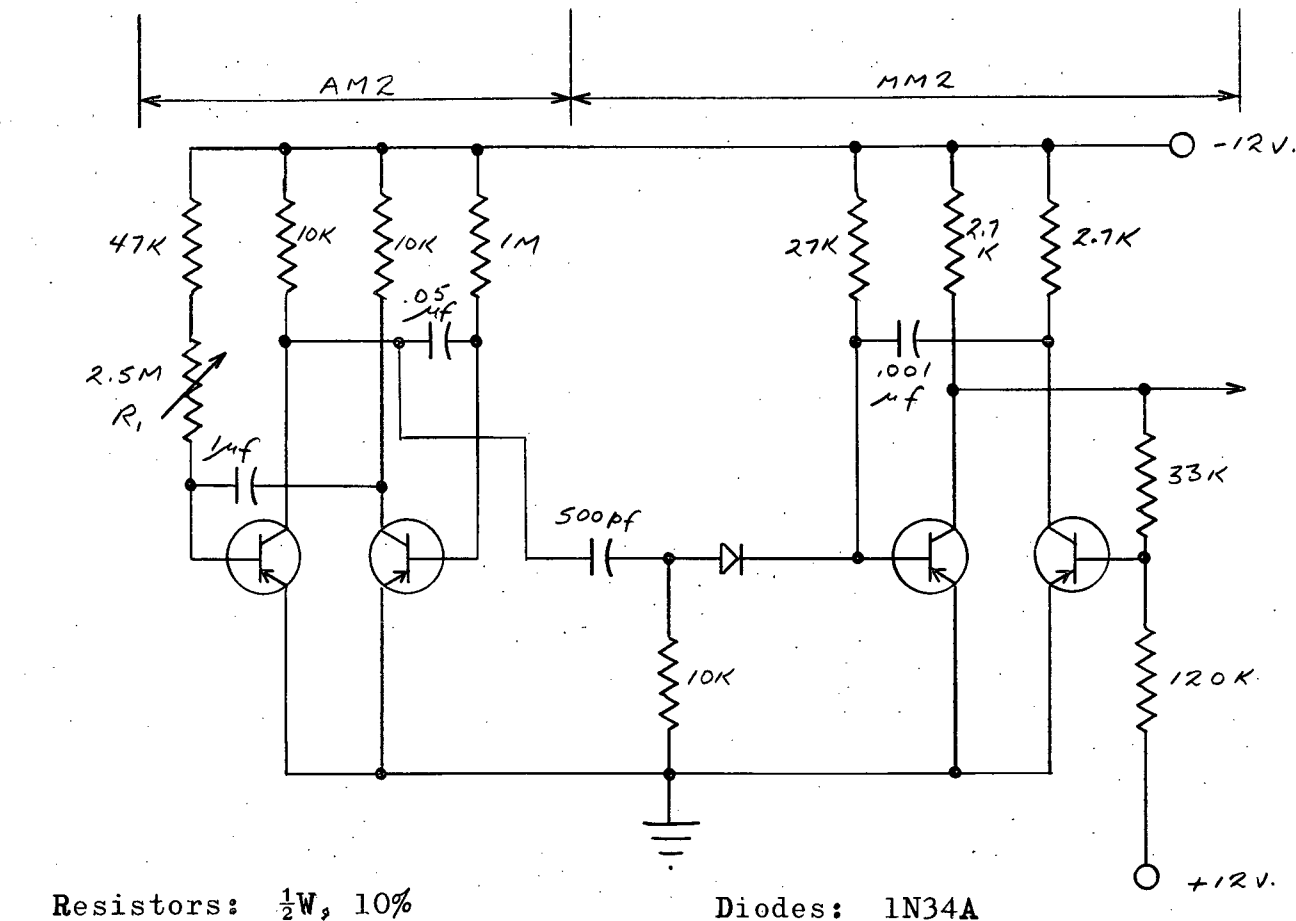 AM2
MM2
-12V.
47K
10K
10K
1M
27K
2.7
K
2.7K
.05
μf
2.5M
R1
.001
μf
1μf
33K
500pf
10K
120K
+12V.
Resistors: ½W, 10%
Diodes: 1N34A